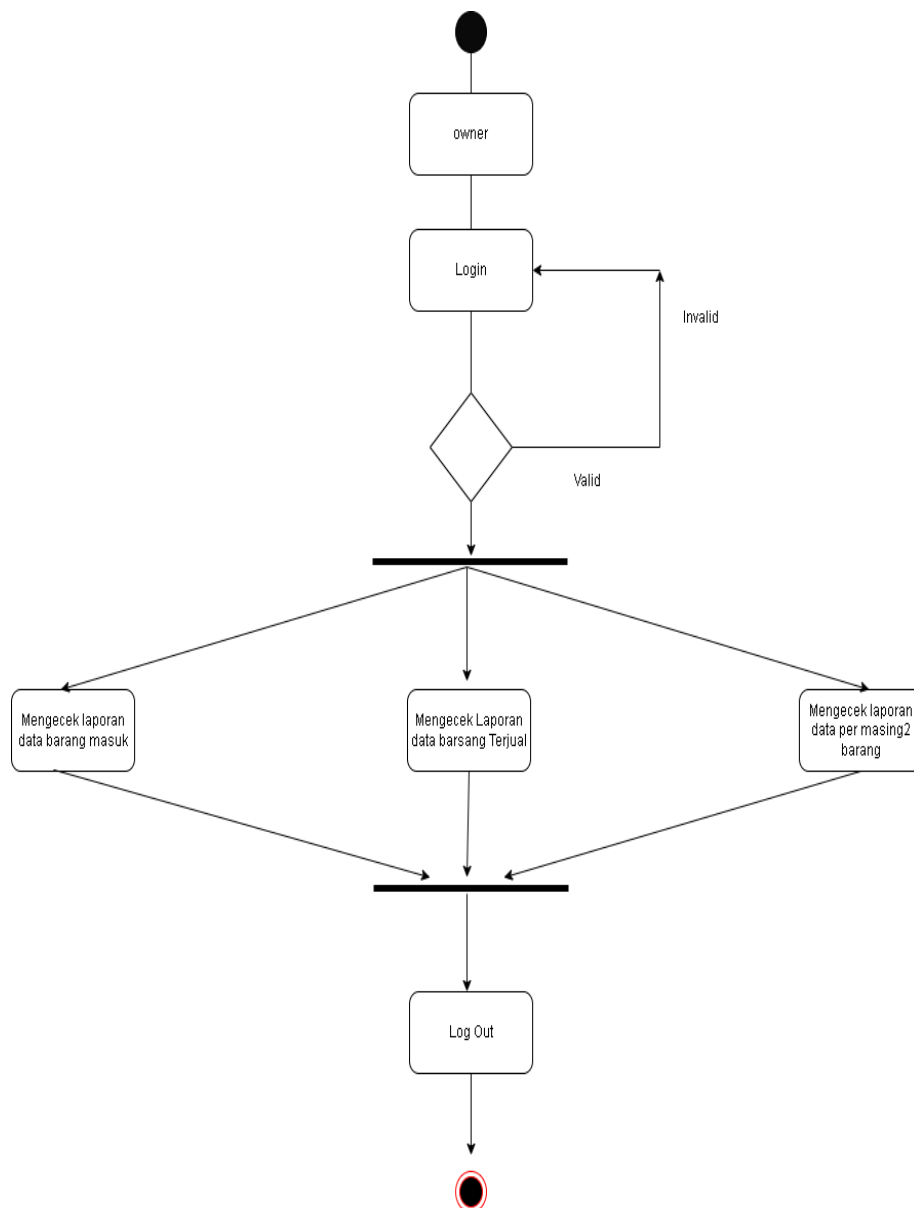 owner
Login
Invalid
Valid
Mengecek laporan
data barang masuk
Mengecek Laporan
data barsang Terjual
Mengecek laporan
data per masing2
barang
Log Out